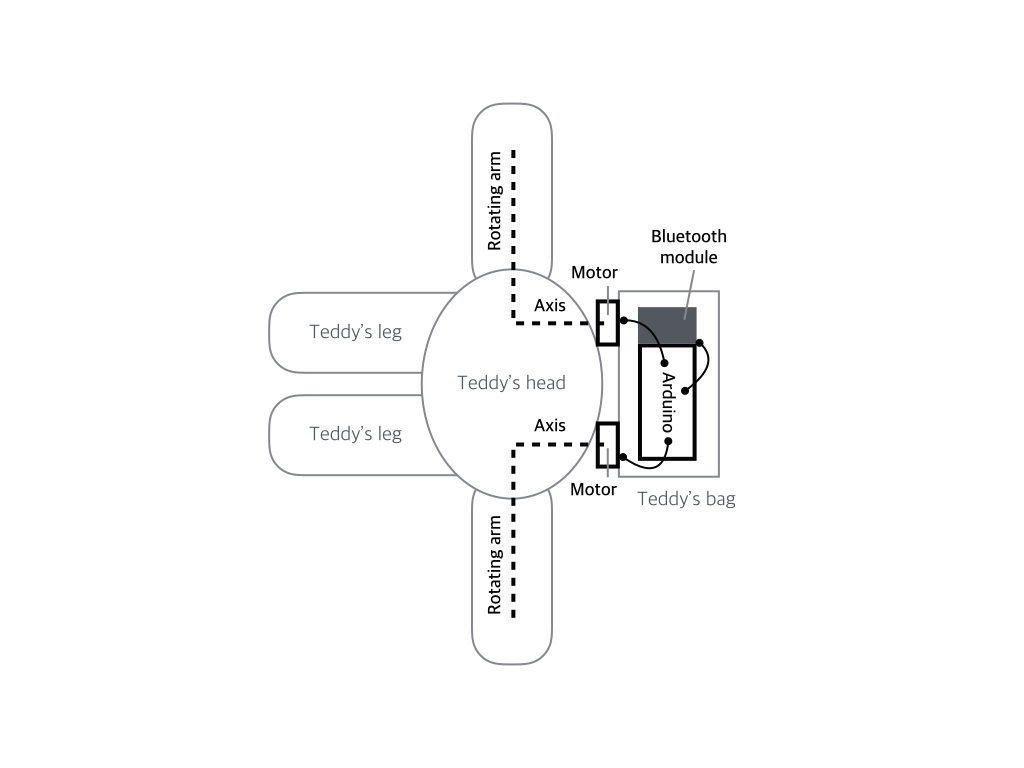 Rotating arm
Bluetooth
module
Motor
Axis
Teddy’s leg
Teddy’s head
Arduino
Teddy’s leg
Axis
Motor
Teddy’s bag
Rotating arm